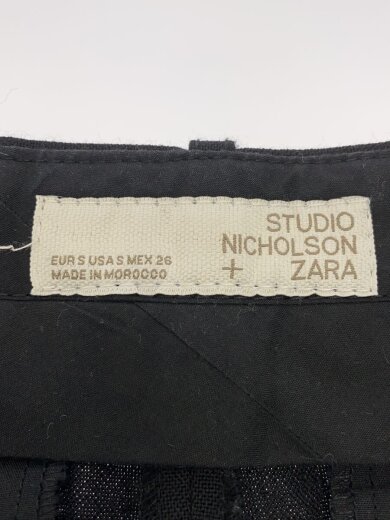 STUDIO
NICHOLSON
+ ZARA
EUR S USA S MEX 26
MADE IN MOROCCO